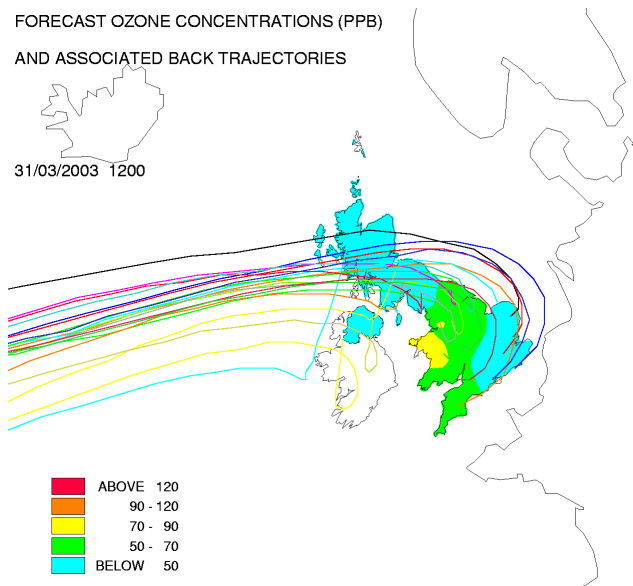 FORECAST OZONE CONCENTRATIONS (PPB)
AND ASSOCIATED BACK TRAJECTORIES
31/03/2003 1200
ABOVE 120
90 - 120
70 - 90
50 - 70
BELOW 50